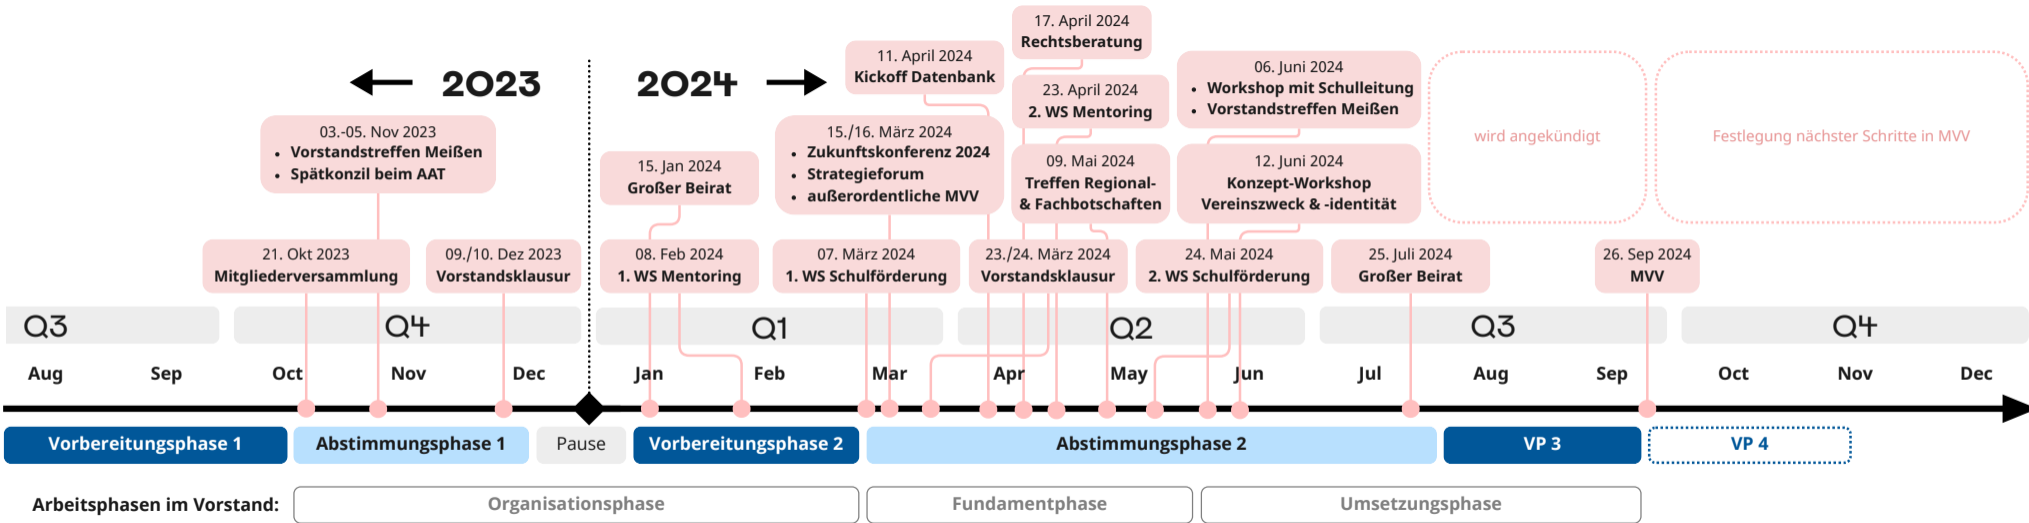 17. April 2024
Rechtsberatung
11. April 2024
Kickoff Datenbank
2023
2024
23. April 2024
2. WS Mentoring
06. Juni 2024
• Workshop mit Schulleitung
• Vorstandstreffen Meißen
wird angekündigt
Festlegung nächster Schritte in MVV
03.-05. Nov 2023
• Vorstandstreffen Meißen
• Spätkonzil beim AAT
15. Jan 2024
Großer Beirat
15./16. März 2024
• Zukunftskonferenz 2024
• Strategieforum
• außerordentliche MVV
09. Mai 2024
Treffen Regional-
& Fachbotschaften
12. Juni 2024
Konzept-Workshop
Vereinszweck & -identität
21. Okt 2023
Mitgliederversammlung
09./10. Dez 2023
Vorstandsklausur
08. Feb 2024
1. WS Mentoring
07. März 2024
1. WS Schulförderung
23./24. März 2024
Vorstandsklausur
24. Mai 2024
2. WS Schulförderung
25. Juli 2024
Großer Beirat
26. Sep 2024
MVV
Q3 Q4 Q1 Q2 Q3 Q4
Aug Sep Oct Nov Dec Jan Feb Mar Apr May Jun Jul Aug Sep Oct Nov Dec
Vorbereitungsphase 1 Abstimmungsphase 1 Pause Vorbereitungsphase 2 Abstimmungsphase 2 VP 3 VP 4
Arbeitsphasen im Vorstand: Organisationsphase Fundamentphase Umsetzungsphase